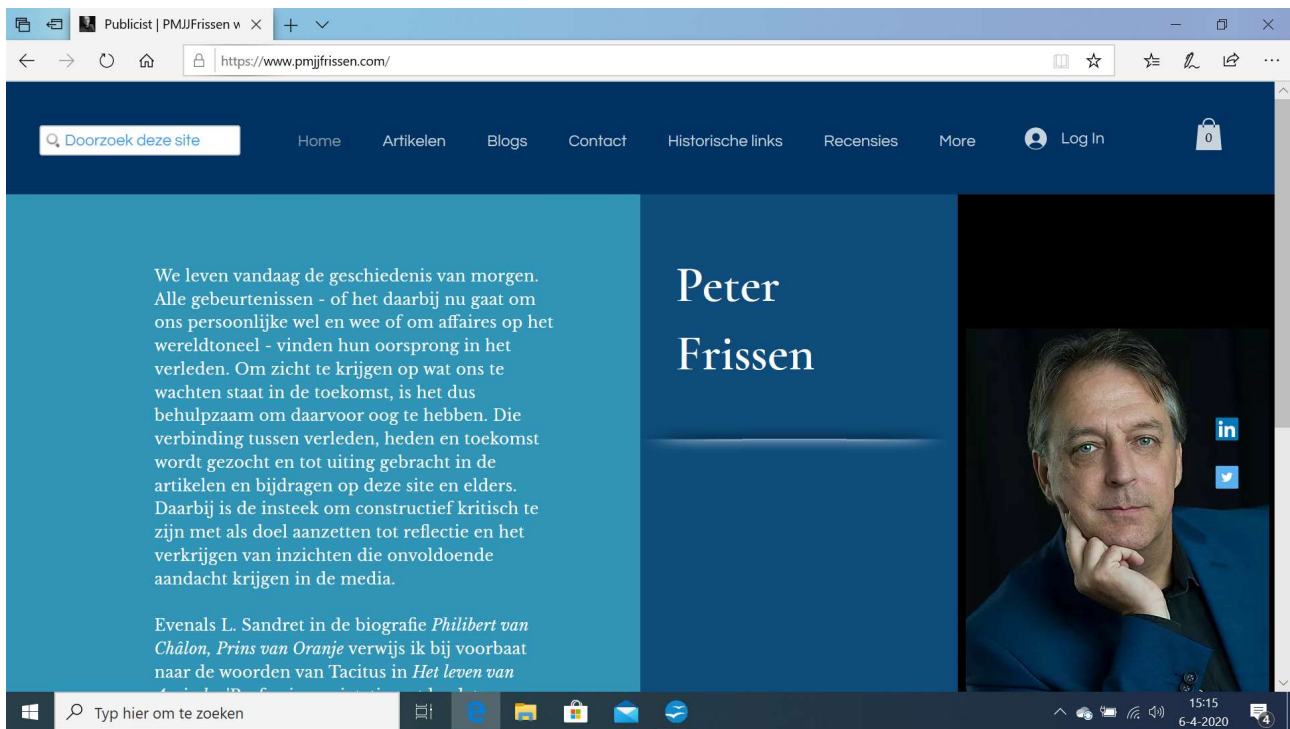 Publicist | PMJJFrissen w
https://www.pmjjfrissen.com/
Doorzoek deze site
Home
Artikelen
Blogs
Contact
Historische links
Recensies
More
Log In
0
We leven vandaag de geschiedenis van morgen.
Alle gebeurtenissen - of het daarbij nu gaat om
ons persoonlijke wel en wee of om affaires op het
wereldtoneel - vinden hun oorsprong in het
verleden. Om zicht te krijgen op wat ons te
wachten staat in de toekomst, is het dus
behulpzaam om daarvoor oog te hebben. Die
verbinding tussen verleden, heden en toekomst
wordt gezocht en tot uiting gebracht in de
artikelen en bijdragen op deze site en elders.
Daarbij is de insteek om constructief kritisch te
zijn met als doel aanzetten tot reflectie en het
verkrijgen van inzichten die onvoldoende
aandacht krijgen in de media.
Evenals L. Sandret in de biografie Philibert van
Châlon, Prins van Oranje verwijs ik bij voorbaat
naar de woorden van Tacitus in Het leven van
Peter
Frissen
in
Typ hier om te zoeken
15:15
6-4-2020
4